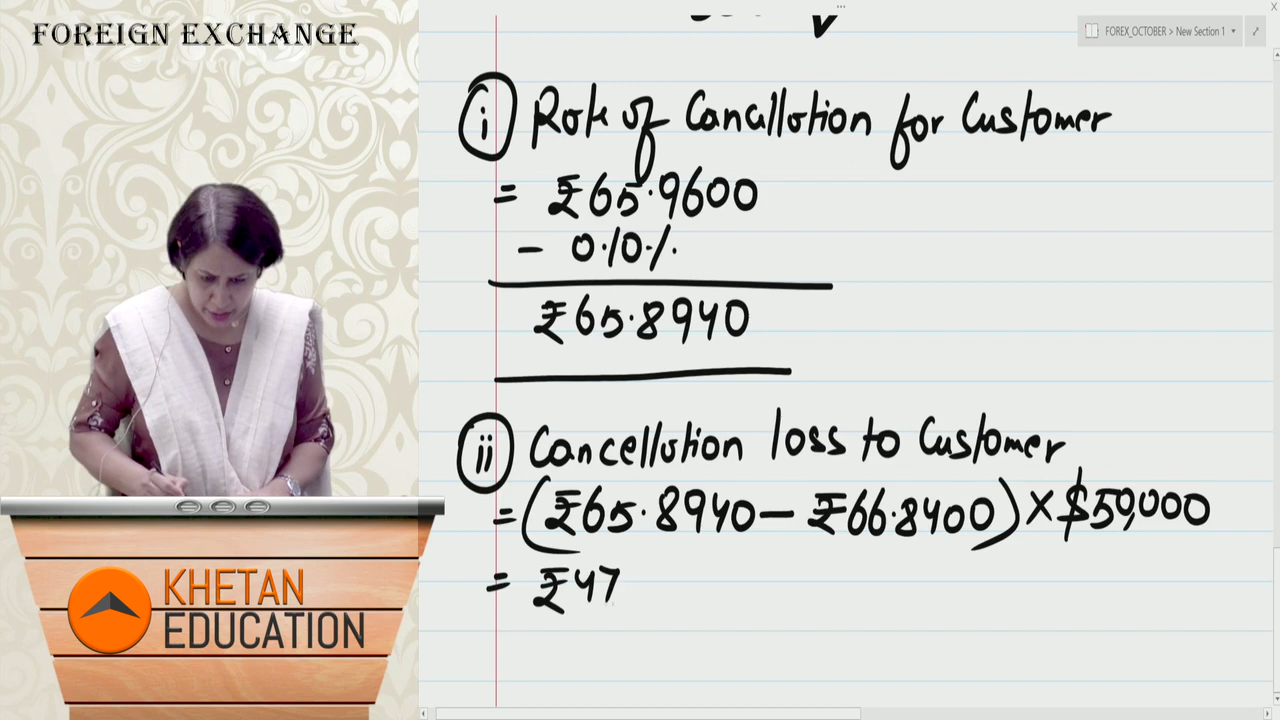 FOREIGN EXCHANGE
FOREX_OCTOBER > New Section 1
i Rate of Cancellation for Customer
= ₹65.9600
- 0.10%
₹65.8940
ii Cancellation loss to Customer
= (₹65.8940 - ₹66.8400) × $50,000
= ₹47
KHETAN
EDUCATION